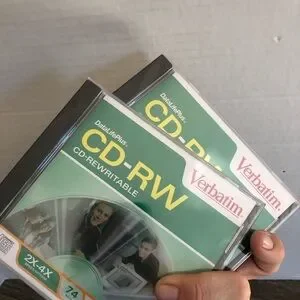 DataLifePlus
CD-R
Verbatim
DataLifePlus
CD-RW
CD-REWRITABLE
Verbatim
2X-4X
74